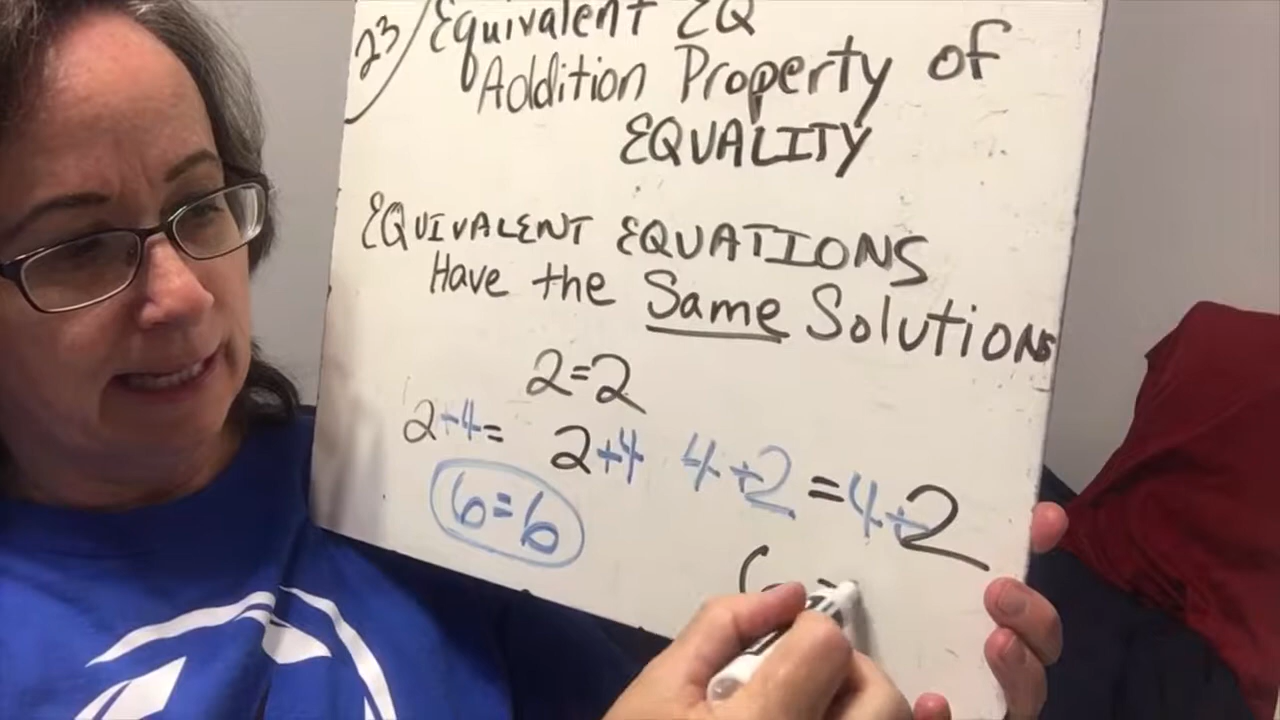 23/ Equivalent EQ
Addition Property of
EQUALITY
EQUIVALENT EQUATIONS
Have the Same Solutions
2=2
2+4= 2+4 4+2=4+2
6=6 6=